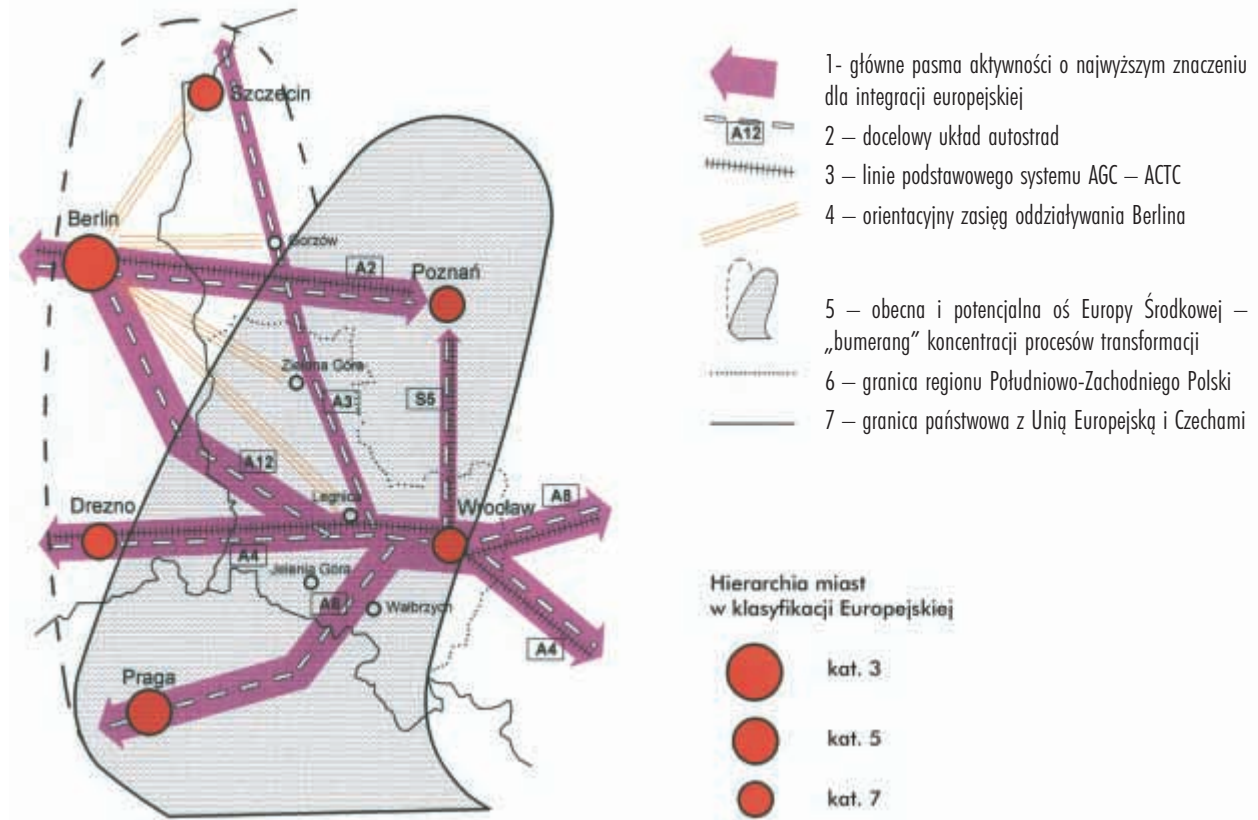 Szczecin
Berlin
Gorzów
A2
Poznań
Zielona Góra
A3
S5
A12
Legnica
Drezno
Wrocław
A8
A4
Jelenia Góra
A8
Wałbrzych
A4
Praga
1- główne pasma aktywności o najwyższym znaczeniu
dla integracji europejskiej
A12
2 – docelowy układ autostrad
3 – linie podstawowego systemu AGC – ACTC
4 – orientacyjny zasięg oddziaływania Berlina
5 – obecna i potencjalna oś Europy Środkowej –
„bumerang” koncentracji procesów transformacji
6 – granica regionu Południowo-Zachodniego Polski
7 – granica państwowa z Unią Europejską i Czechami
Hierarchia miast
w klasyfikacji Europejskiej
kat. 3
kat. 5
kat. 7